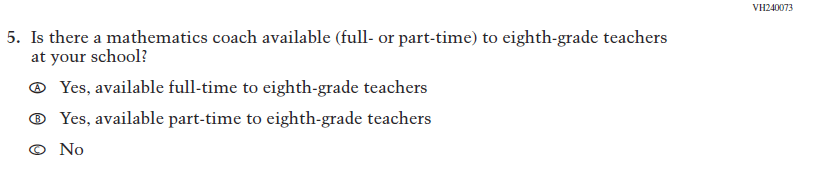 VH240073
5. Is there a mathematics coach available (full- or part-time) to eighth-grade teachers
at your school?
A Yes, available full-time to eighth-grade teachers
B Yes, available part-time to eighth-grade teachers
C No